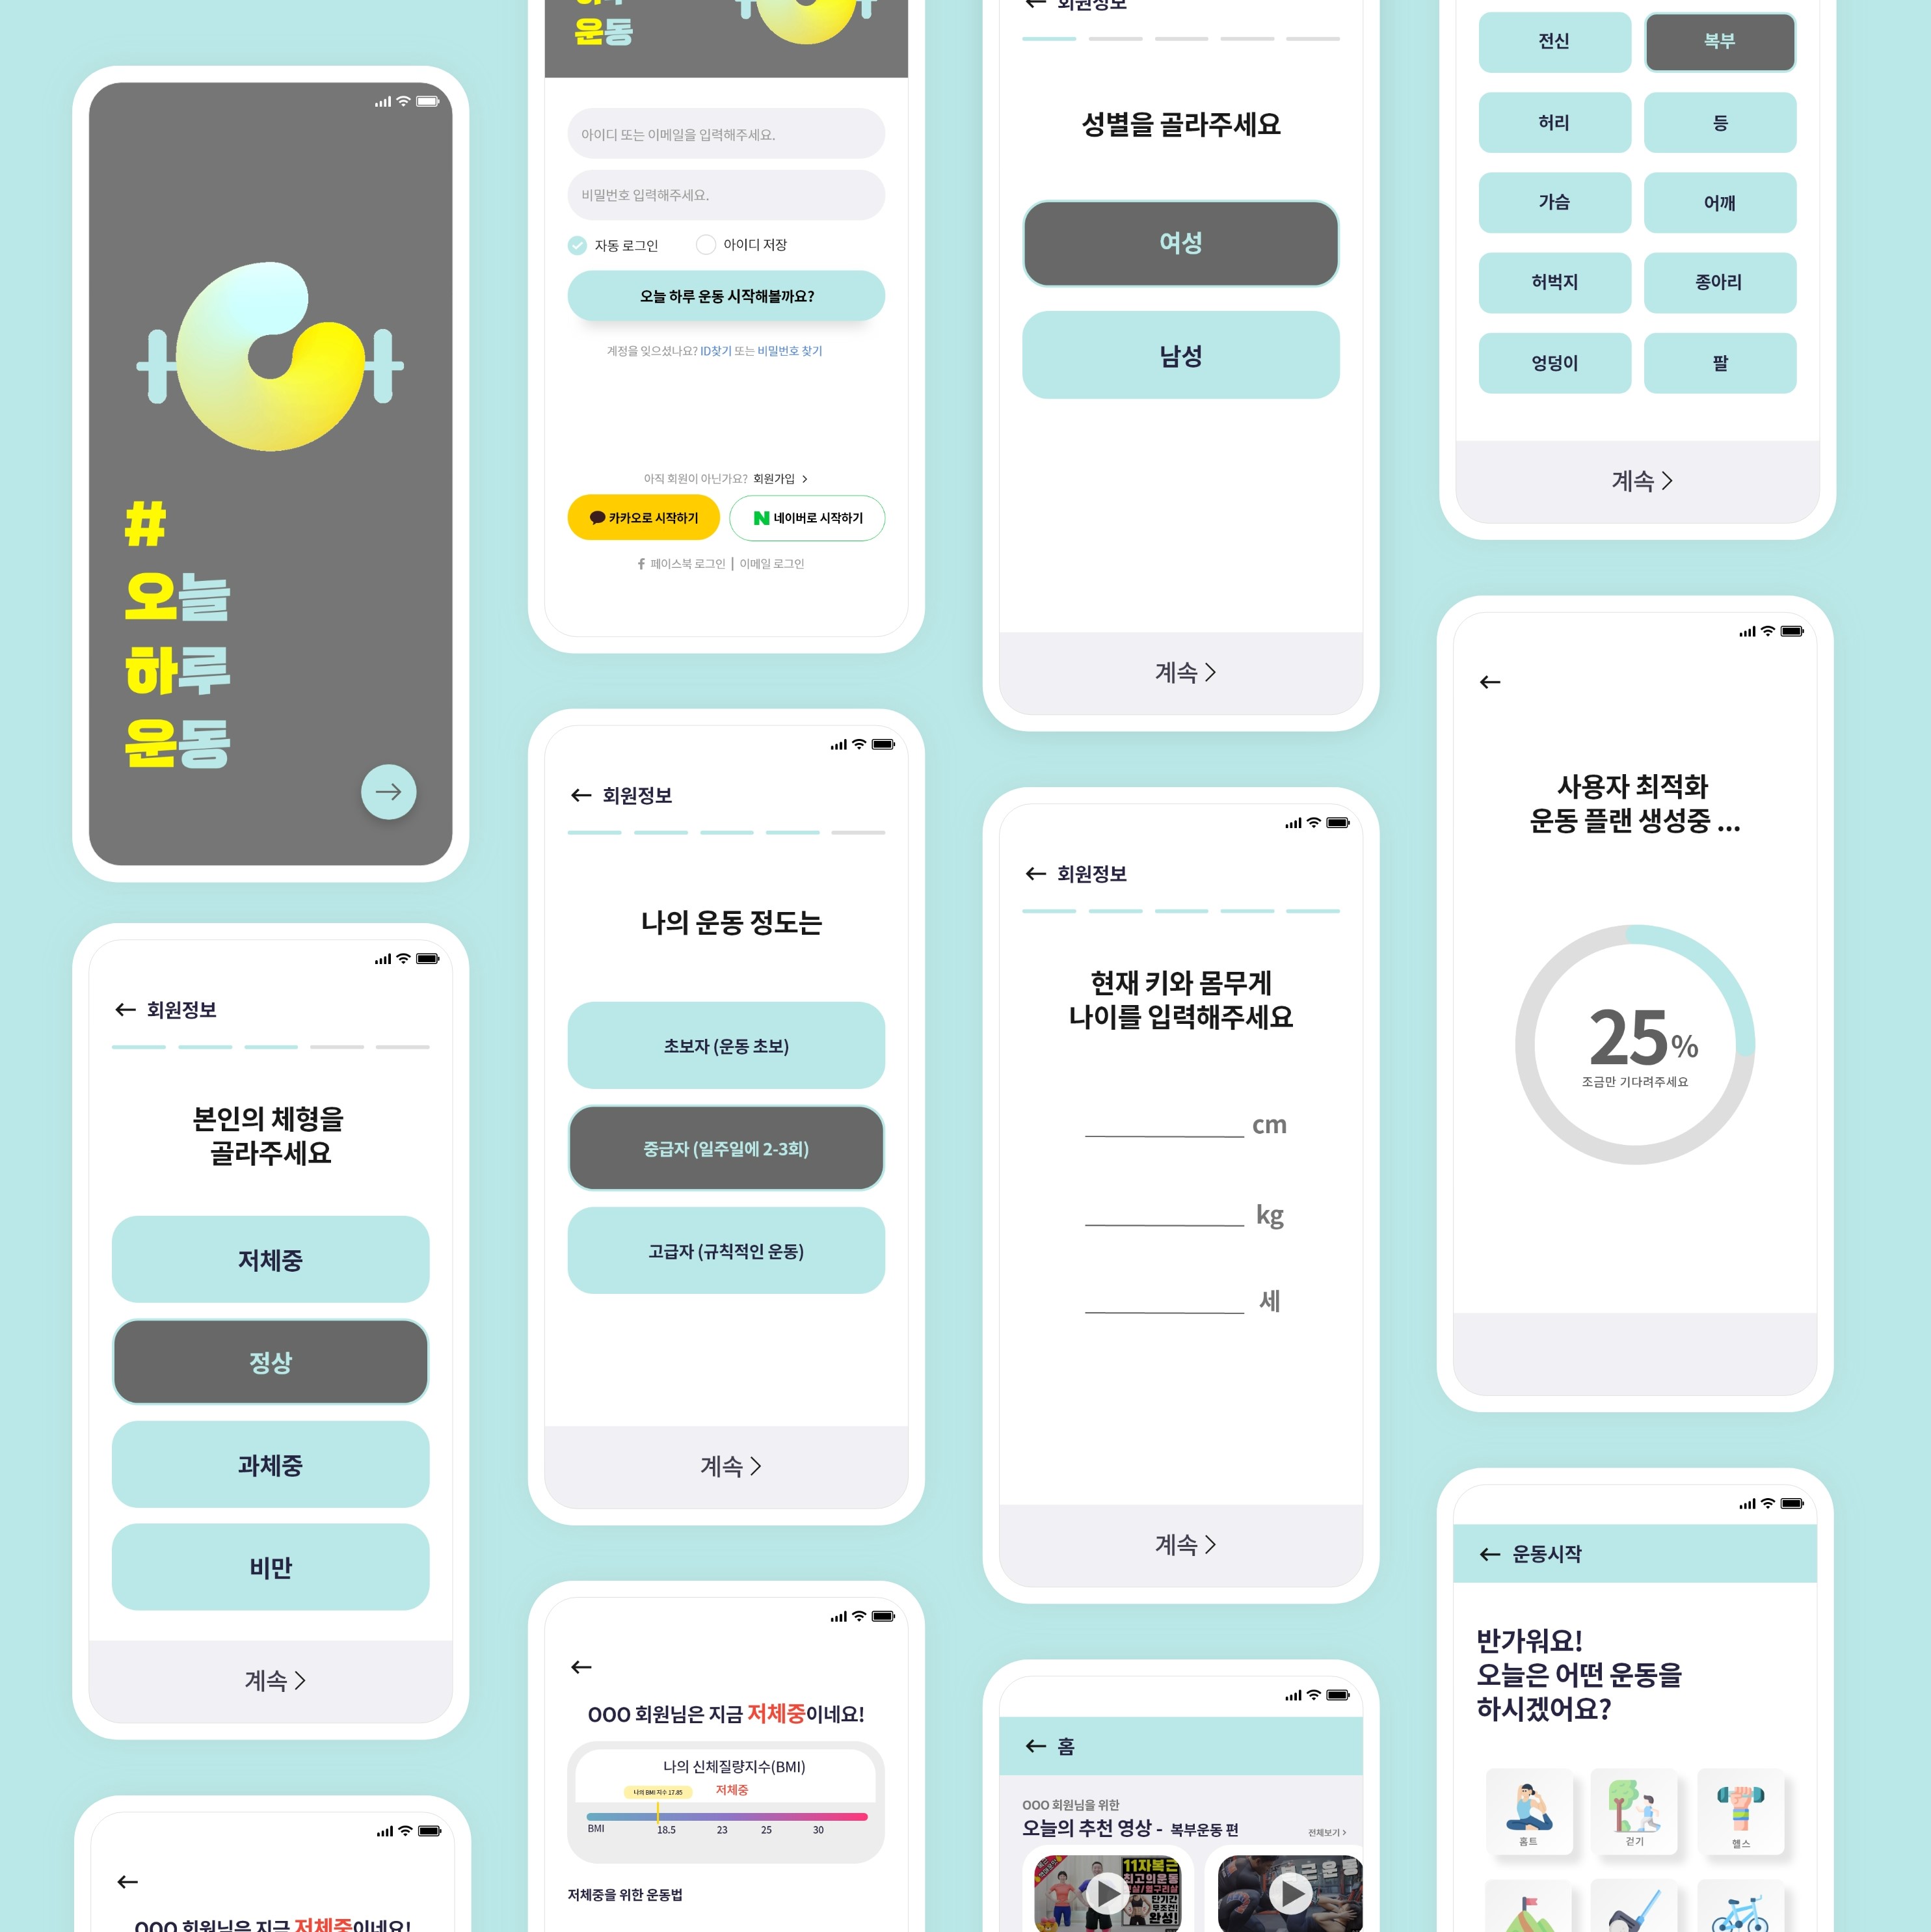 #
오늘
하루
운동
회원정보
본인의 체형을
골라주세요
저체중
정상
과체중
비만
계속
OOO 회원님은 지금 저체중이네요!
운동
아이디 또는 이메일을 입력해주세요.
비밀번호 입력해주세요.
자동 로그인 아이디 저장
오늘 하루 운동 시작해볼까요?
계정을 잊으셨나요? ID찾기 또는 비밀번호 찾기
아직 회원이 아닌가요? 회원가입
카카오로 시작하기 N 네이버로 시작하기
f 페이스북 로그인 | 이메일 로그인
회원정보
나의 운동 정도는
초보자 (운동 초보)
중급자 (일주일에 2-3회)
고급자 (규칙적인 운동)
계속
OOO 회원님은 지금 저체중이네요!
나의 신체질량지수(BMI)
나의 BMI 지수 17.85 저체중
BMI 18.5 23 25 30
저체중을 위한 운동법
회원정보
성별을 골라주세요
여성
남성
계속
회원정보
현재 키와 몸무게
나이를 입력해주세요
cm
kg
세
계속
홈
OOO 회원님을 위한
오늘의 추천 영상 - 복부운동 편 전체보기
11자복근
최고의운동
단기간
무조건!
완성!
복근운동
전신 복부
허리 등
가슴 어깨
허벅지 종아리
엉덩이 팔
계속
사용자 최적화
운동 플랜 생성중 ...
25%
조금만 기다려주세요
운동시작
반가워요!
오늘은 어떤 운동을
하시겠어요?
홈트 걷기 헬스